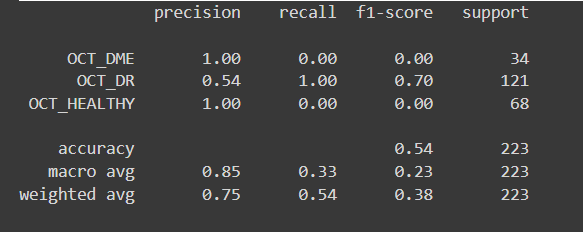 precision recall f1-score support
OCT_DME 1.00 0.00 0.00 34
OCT_DR 0.54 1.00 0.70 121
OCT_HEALTHY 1.00 0.00 0.00 68
accuracy 0.54 223
macro avg 0.85 0.33 0.23 223
weighted avg 0.75 0.54 0.38 223